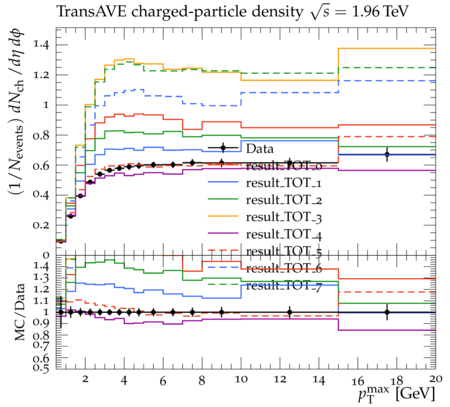 TransAVE charged-particle density √s = 1.96 TeV
(1/N_events) dN_ch/dη dϕ
1.4
1.2
1
0.8
0.6
0.4
0.2
0
Data
result_TOT_0
result_TOT_1
result_TOT_2
result_TOT_3
result_TOT_4
result_TOT_5
result_TOT_6
result_TOT_7
MC/Data
1.4
1.3
1.2
1.1
1
0.9
0.8
0.7
0.6
0.5
2 4 6 8 10 12 14 16 18 20
p_T^max [GeV]